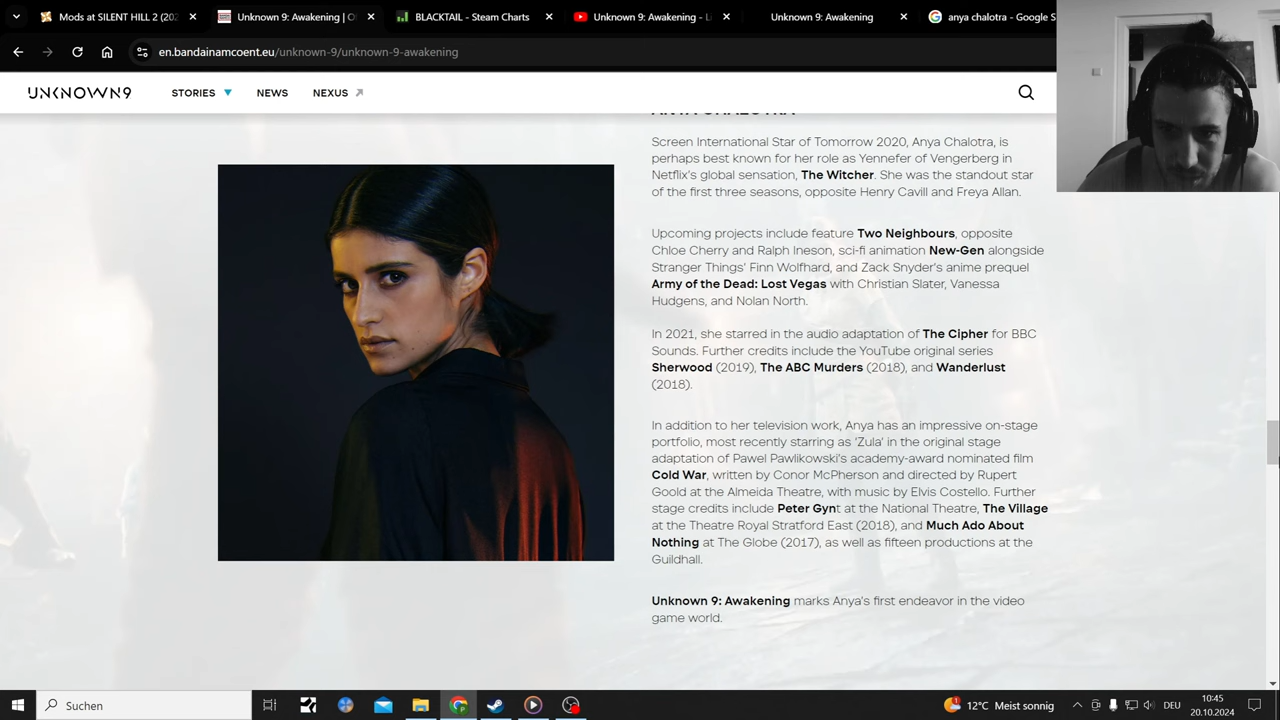 Mods at SILENT HILL 2 (202
Unknown 9: Awakening | O
BLACKTAIL - Steam Charts
Unknown 9: Awakening - L
Unknown 9: Awakening
anya chalotra - Google S
en.bandainamcoent.eu/unknown-9/unknown-9-awakening
UNKNOWN9
STORIES
NEWS
NEXUS
ANYA CHALOTRA
Screen International Star of Tomorrow 2020, Anya Chalotra, is
perhaps best known for her role as Yennefer of Vengerberg in
Netflix's global sensation, The Witcher. She was the standout star
of the first three seasons, opposite Henry Cavill and Freya Allan.
Upcoming projects include feature Two Neighbours, opposite
Chloe Cherry and Ralph Ineson, sci-fi animation New-Gen alongside
Stranger Things' Finn Wolfhard, and Zack Snyder's anime prequel
Army of the Dead: Lost Vegas with Christian Slater, Vanessa
Hudgens, and Nolan North.
In 2021, she starred in the audio adaptation of The Cipher for BBC
Sounds. Further credits include the YouTube original series
Sherwood (2019), The ABC Murders (2018), and Wanderlust
(2018).
In addition to her television work, Anya has an impressive on-stage
portfolio, most recently starring as 'Zula' in the original stage
adaptation of Pawel Pawlikowski's academy-award nominated film
Cold War, written by Conor McPherson and directed by Rupert
Goold at the Almeida Theatre, with music by Elvis Costello. Further
stage credits include Peter Gynt at the National Theatre, The Village
at the Theatre Royal Stratford East (2018), and Much Ado About
Nothing at The Globe (2017), as well as fifteen productions at the
Guildhall.
Unknown 9: Awakening marks Anya's first endeavor in the video
game world.
Suchen
1
12°C Meist sonnig
DEU
10:45
20.10.2024